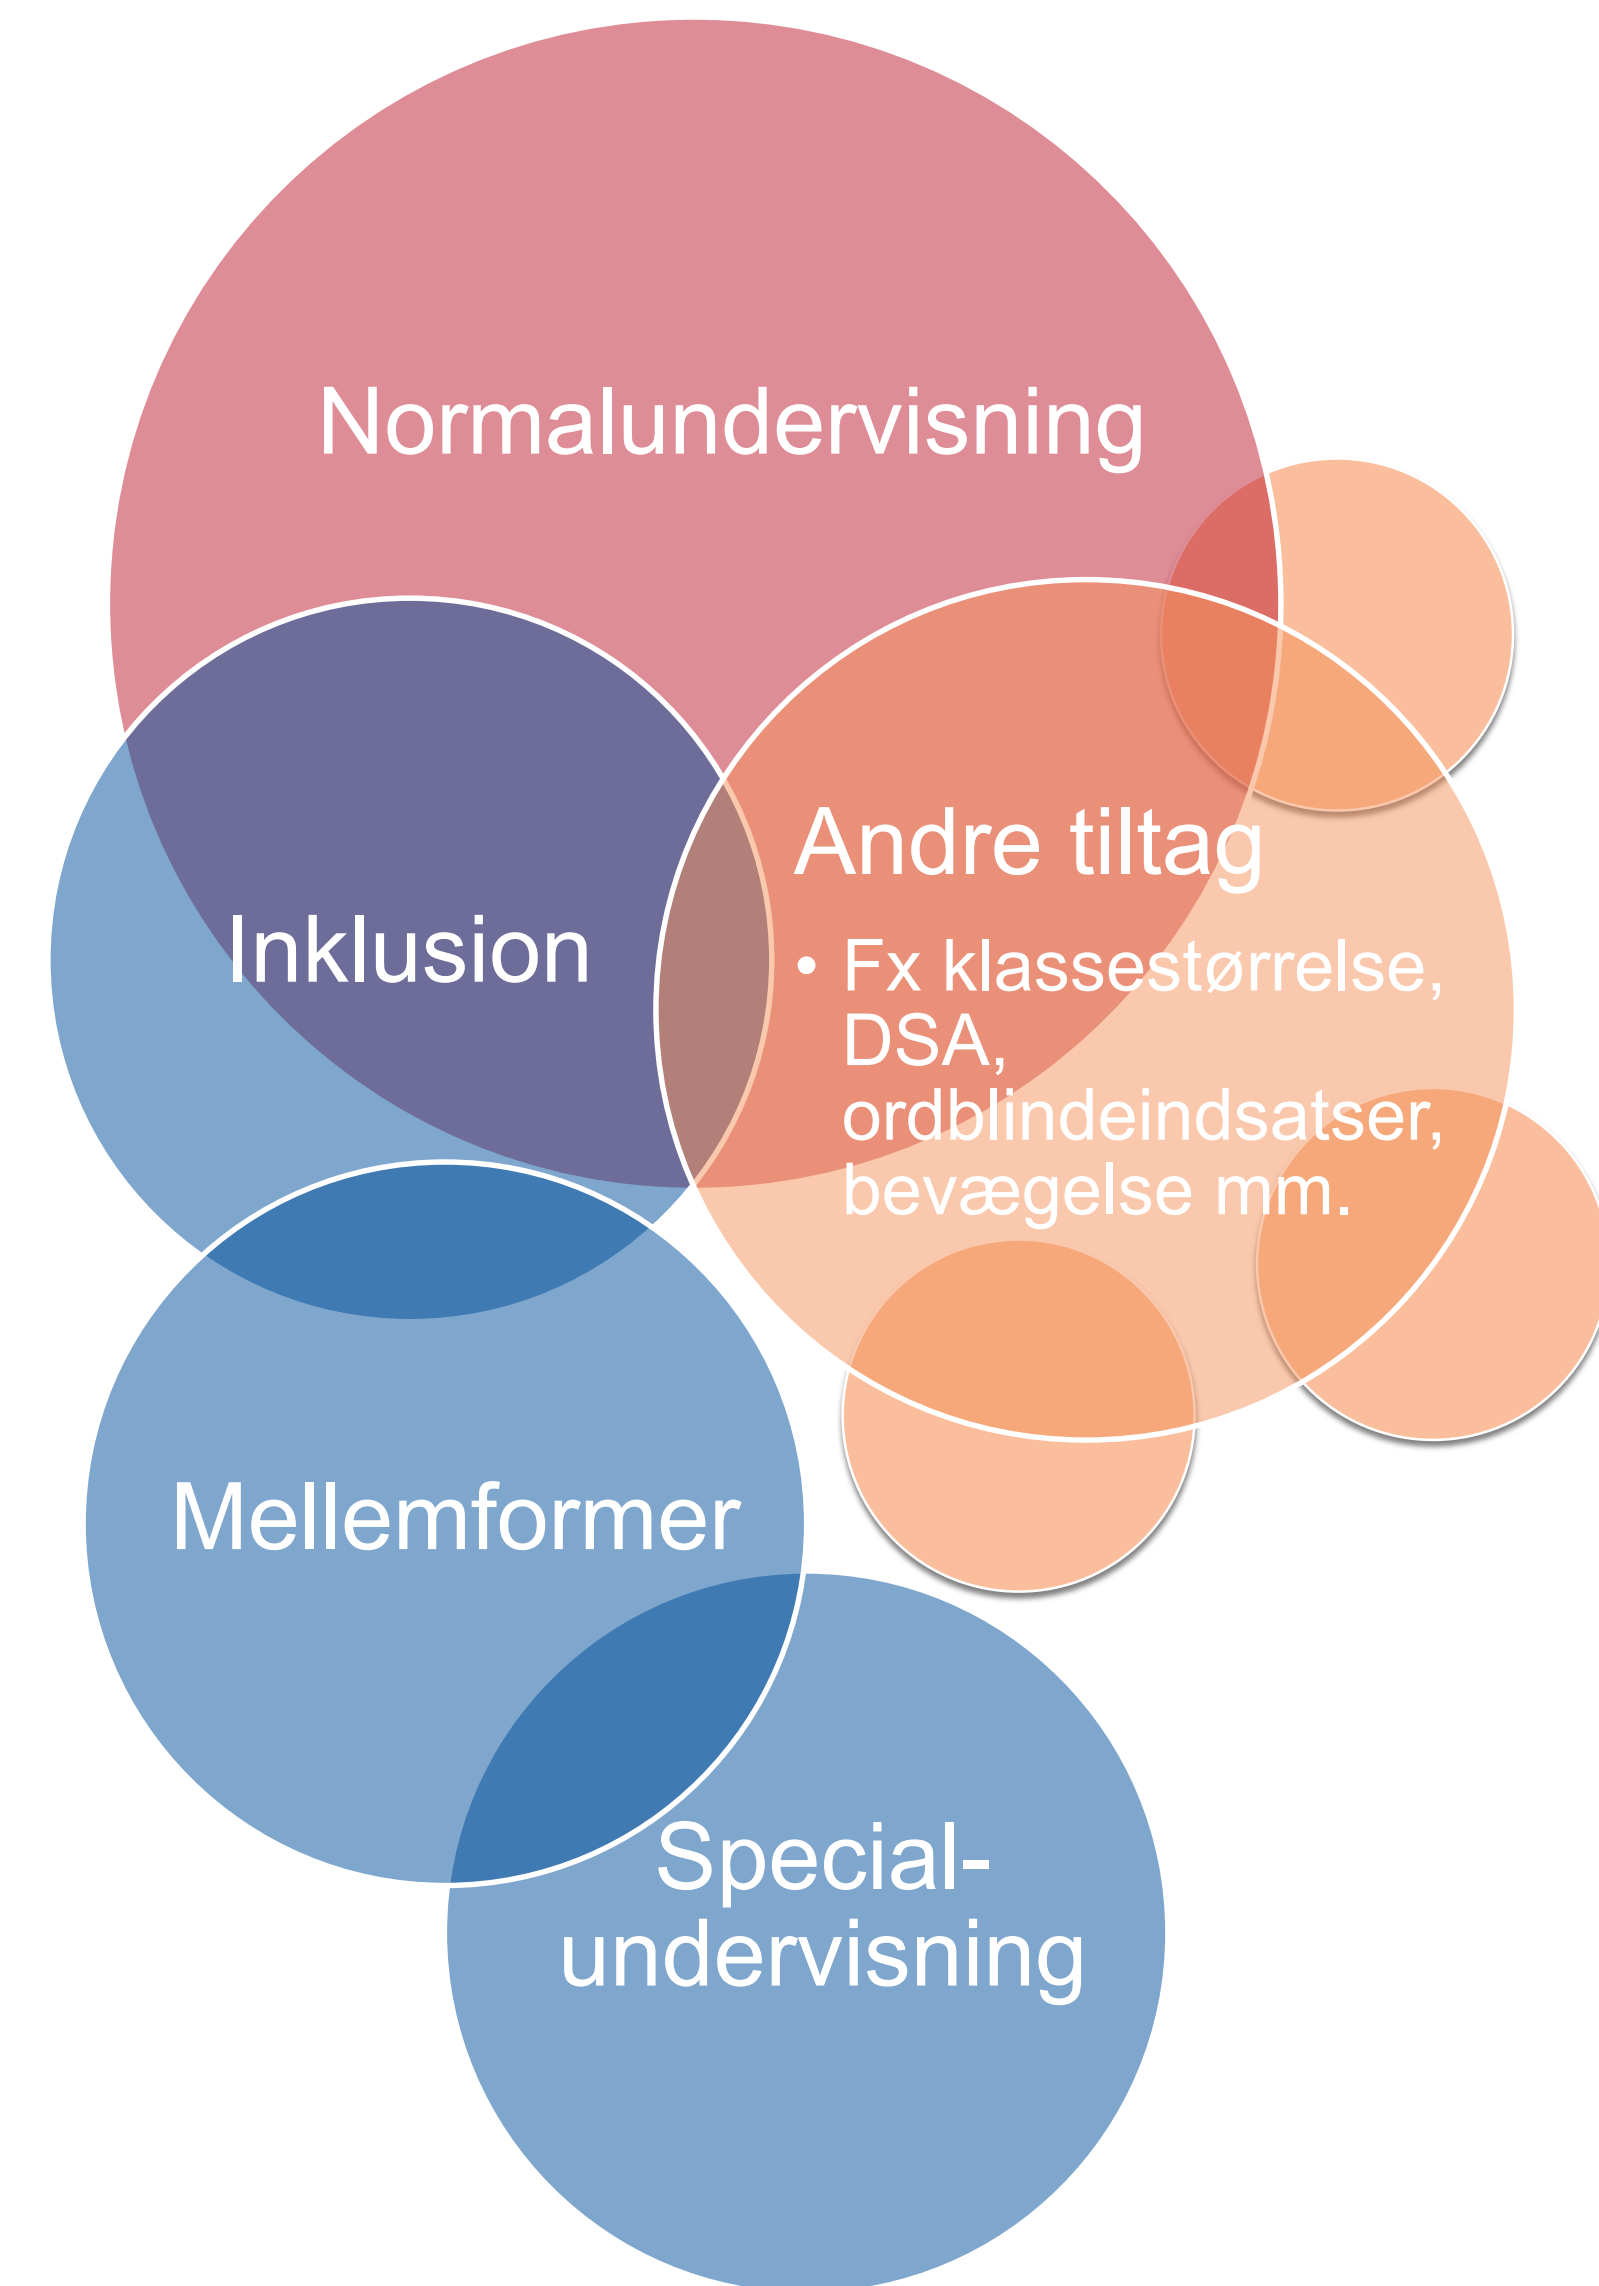 Normalundervisning
Andre tiltag
• Fx klassestørrelse,
DSA,
ordblindeindsatser,
bevægelse mm.
Inklusion
Mellemformer
Special-
undervisning